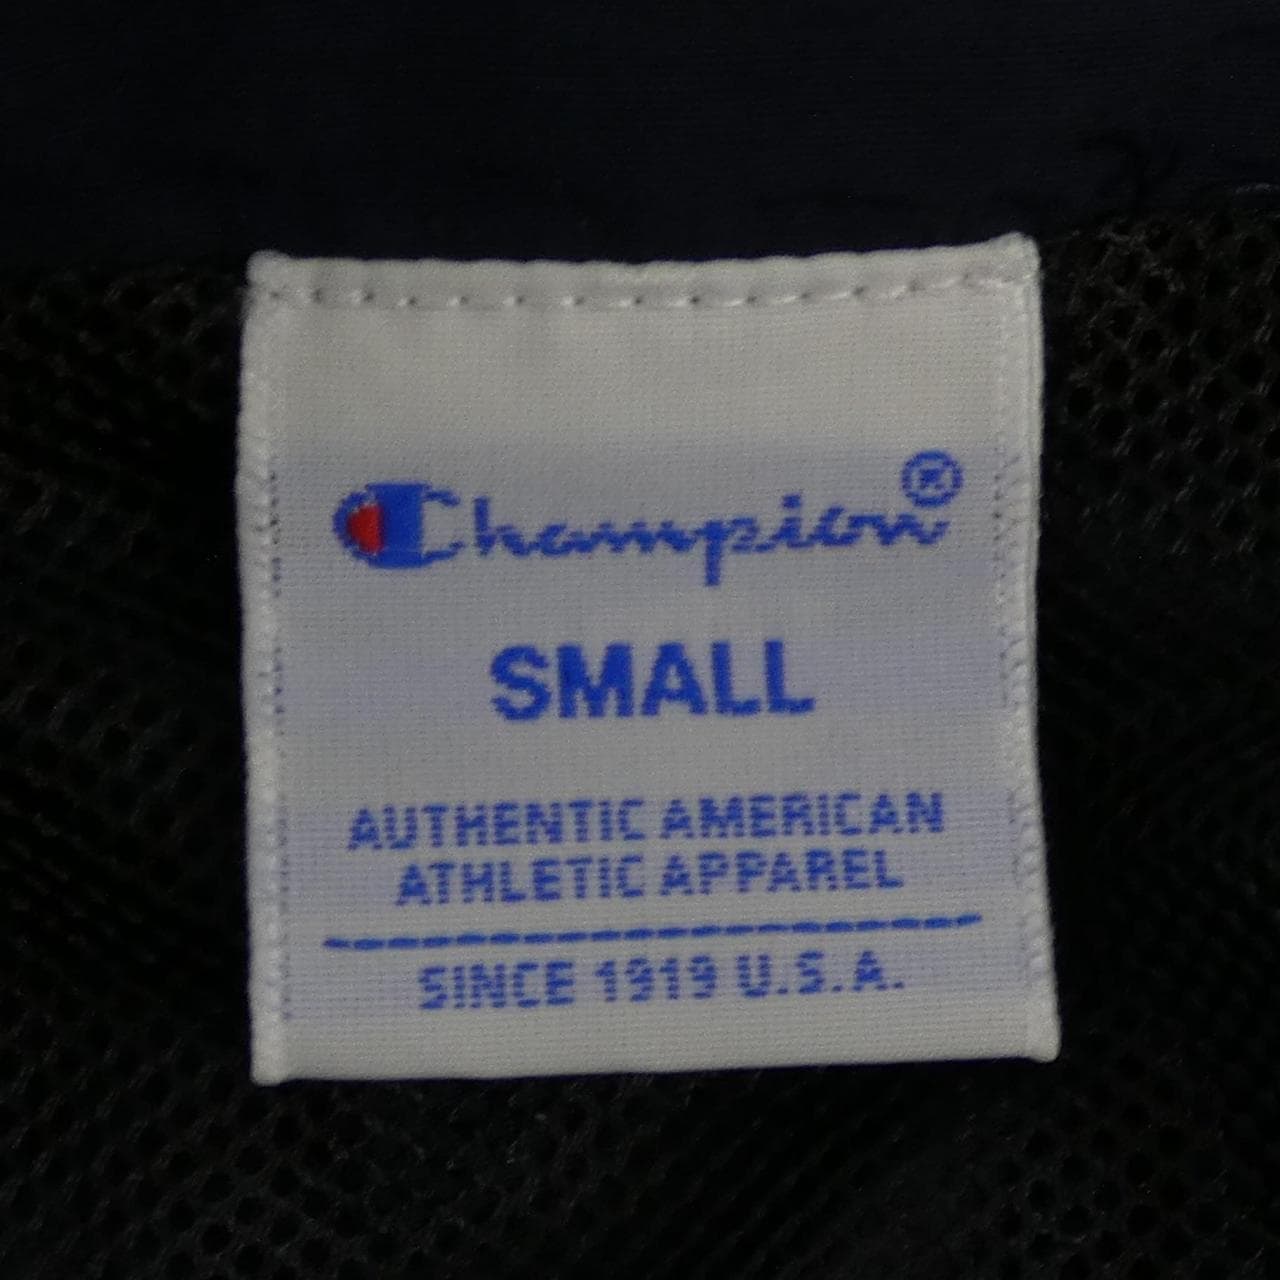 Champion®
SMALL
AUTHENTIC AMERICAN
ATHLETIC APPAREL
SINCE 1919 U.S.A.